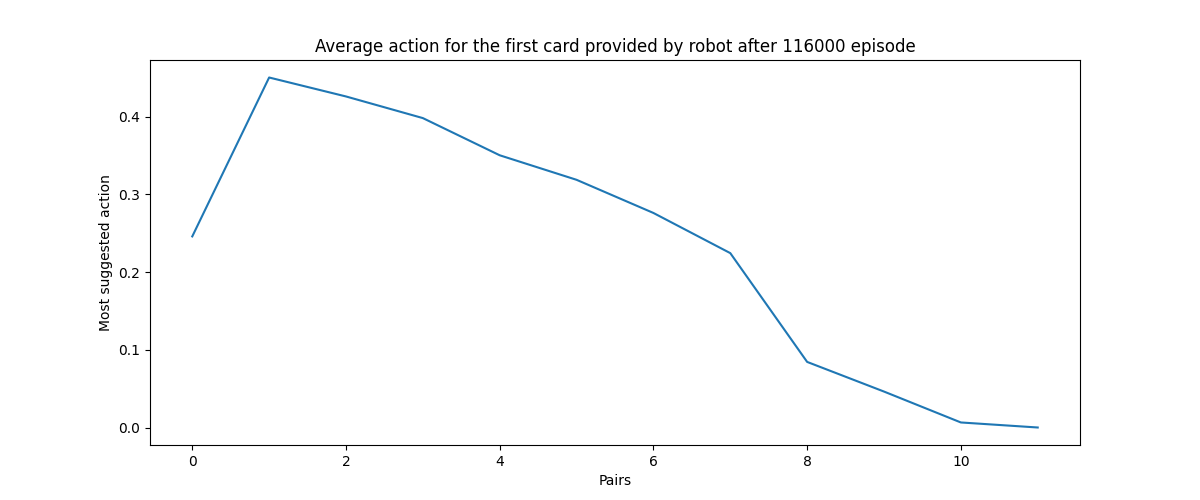 Average action for the first card provided by robot after 116000 episode
Most suggested action
0.4
0.3
0.2
0.1
0.0
0 2 4 6 8 10
Pairs